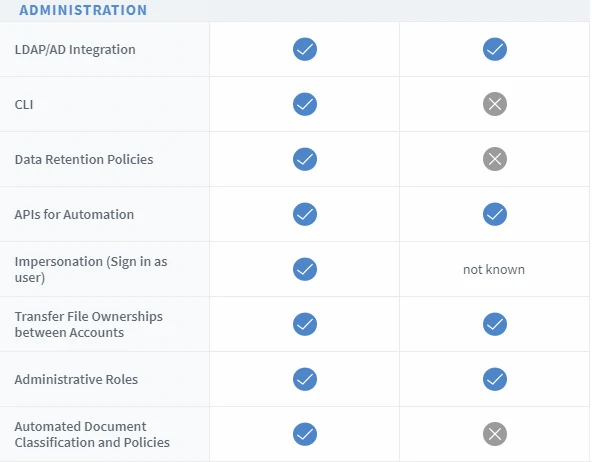 ADMINISTRATION
LDAP/AD Integration
CLI
Data Retention Policies
APIs for Automation
Impersonation (Sign in as
user)
not known
Transfer File Ownerships
between Accounts
Administrative Roles
Automated Document
Classification and Policies